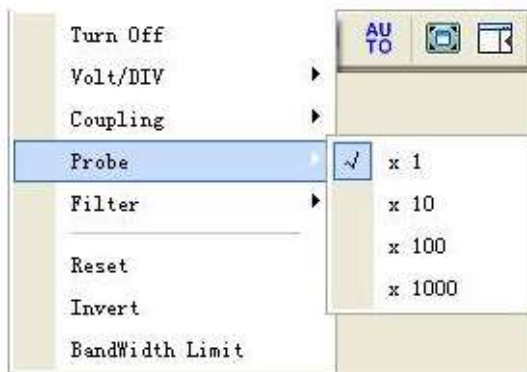 Turn Off
Volt/DIV
Coupling
Probe
Filter
Reset
Invert
BandWidth Limit
AU
TO
x 1
x 10
x 100
x 1000